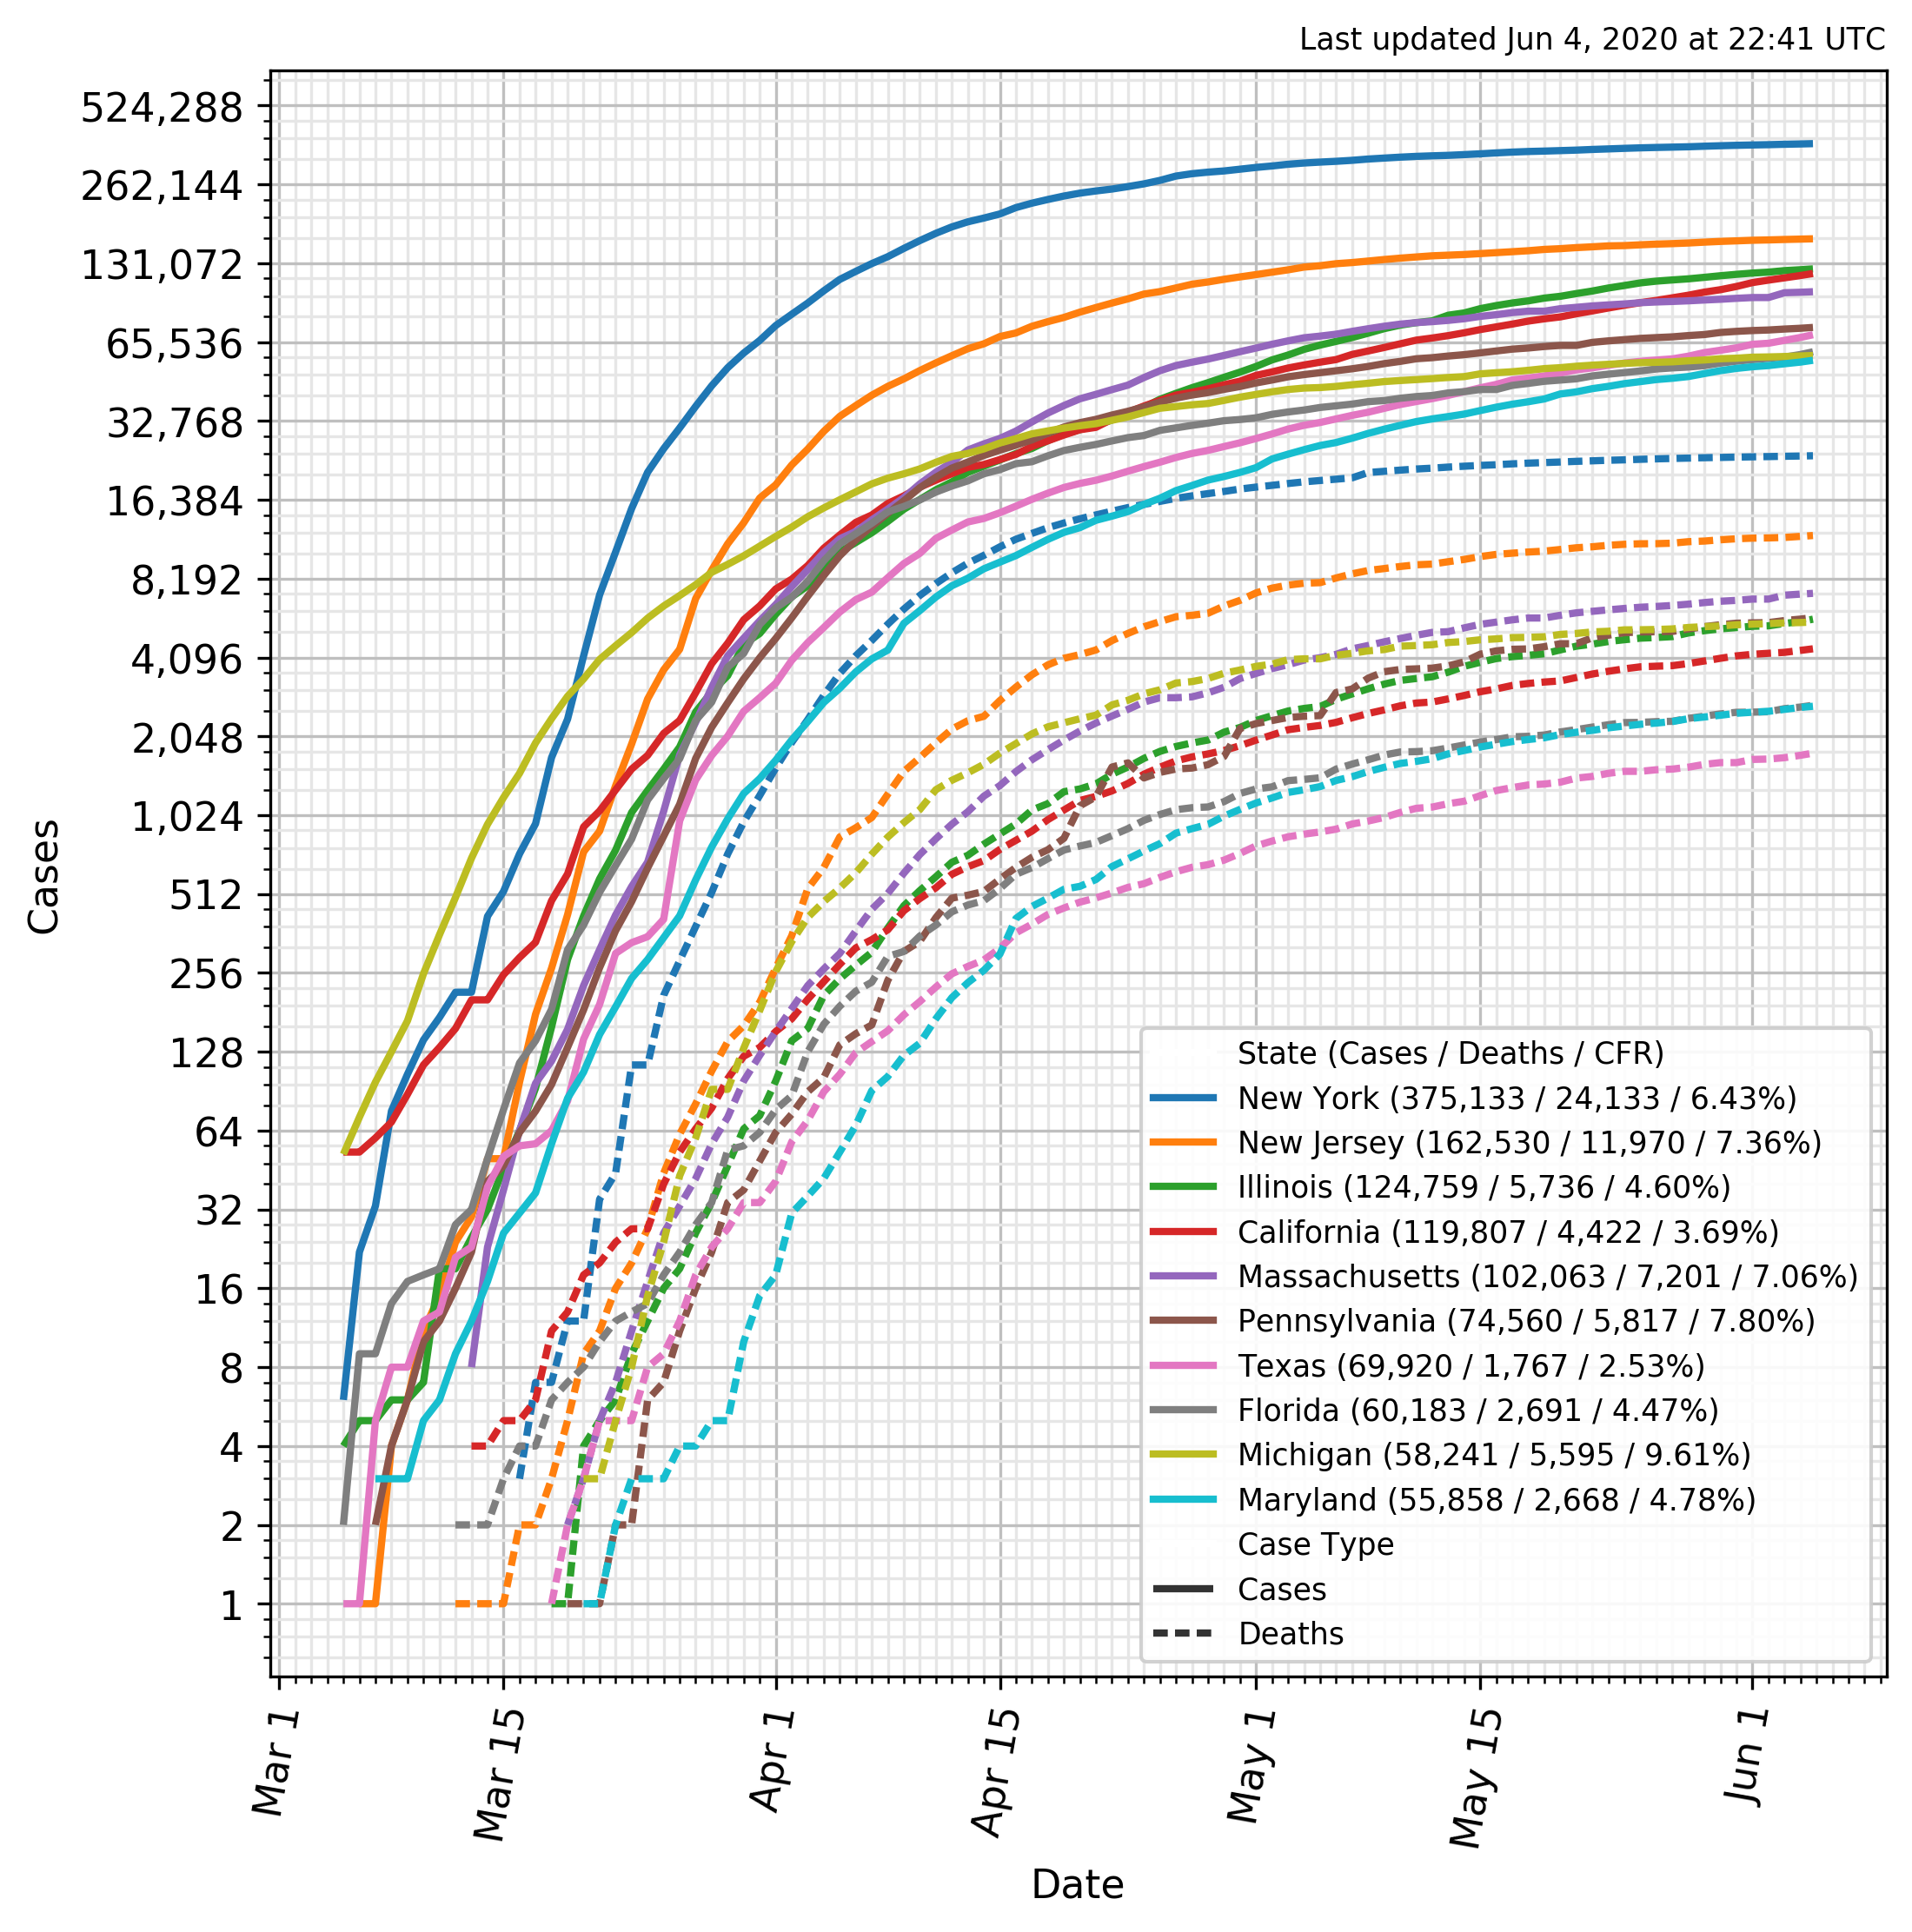 Last updated Jun 4, 2020 at 22:41 UTC
524,288
262,144
131,072
65,536
32,768
16,384
8,192
4,096
2,048
1,024
512
256
128
64
32
16
8
4
2
1
Cases
State (Cases / Deaths / CFR)
New York (375,133 / 24,133 / 6.43%)
New Jersey (162,530 / 11,970 / 7.36%)
Illinois (124,759 / 5,736 / 4.60%)
California (119,807 / 4,422 / 3.69%)
Massachusetts (102,063 / 7,201 / 7.06%)
Pennsylvania (74,560 / 5,817 / 7.80%)
Texas (69,920 / 1,767 / 2.53%)
Florida (60,183 / 2,691 / 4.47%)
Michigan (58,241 / 5,595 / 9.61%)
Maryland (55,858 / 2,668 / 4.78%)
Case Type
Cases
Deaths
Mar 1
Mar 15
Apr 1
Apr 15
May 1
May 15
Jun 1
Date